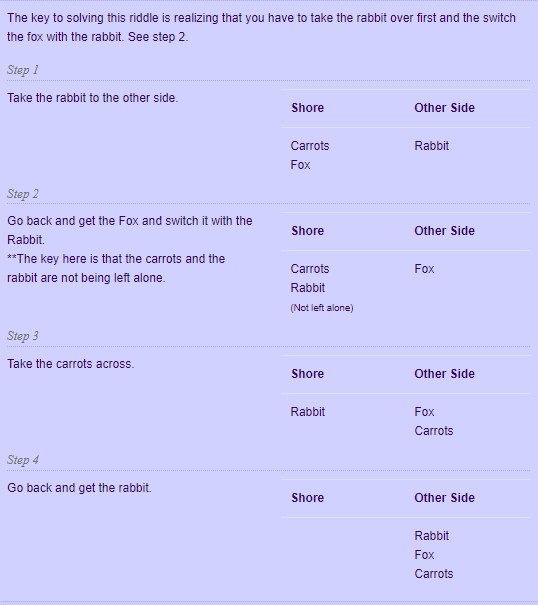 The key to solving this riddle is realizing that you have to take the rabbit over first and the switch
the fox with the rabbit. See step 2.
Step 1
Take the rabbit to the other side.
Shore Other Side
Carrots Rabbit
Fox
Step 2
Go back and get the Fox and switch it with the
Rabbit.
**The key here is that the carrots and the
rabbit are not being left alone.
Shore Other Side
Carrots Fox
Rabbit
(Not left alone)
Step 3
Take the carrots across.
Shore Other Side
Rabbit Fox
Carrots
Step 4
Go back and get the rabbit.
Shore Other Side
Rabbit
Fox
Carrots